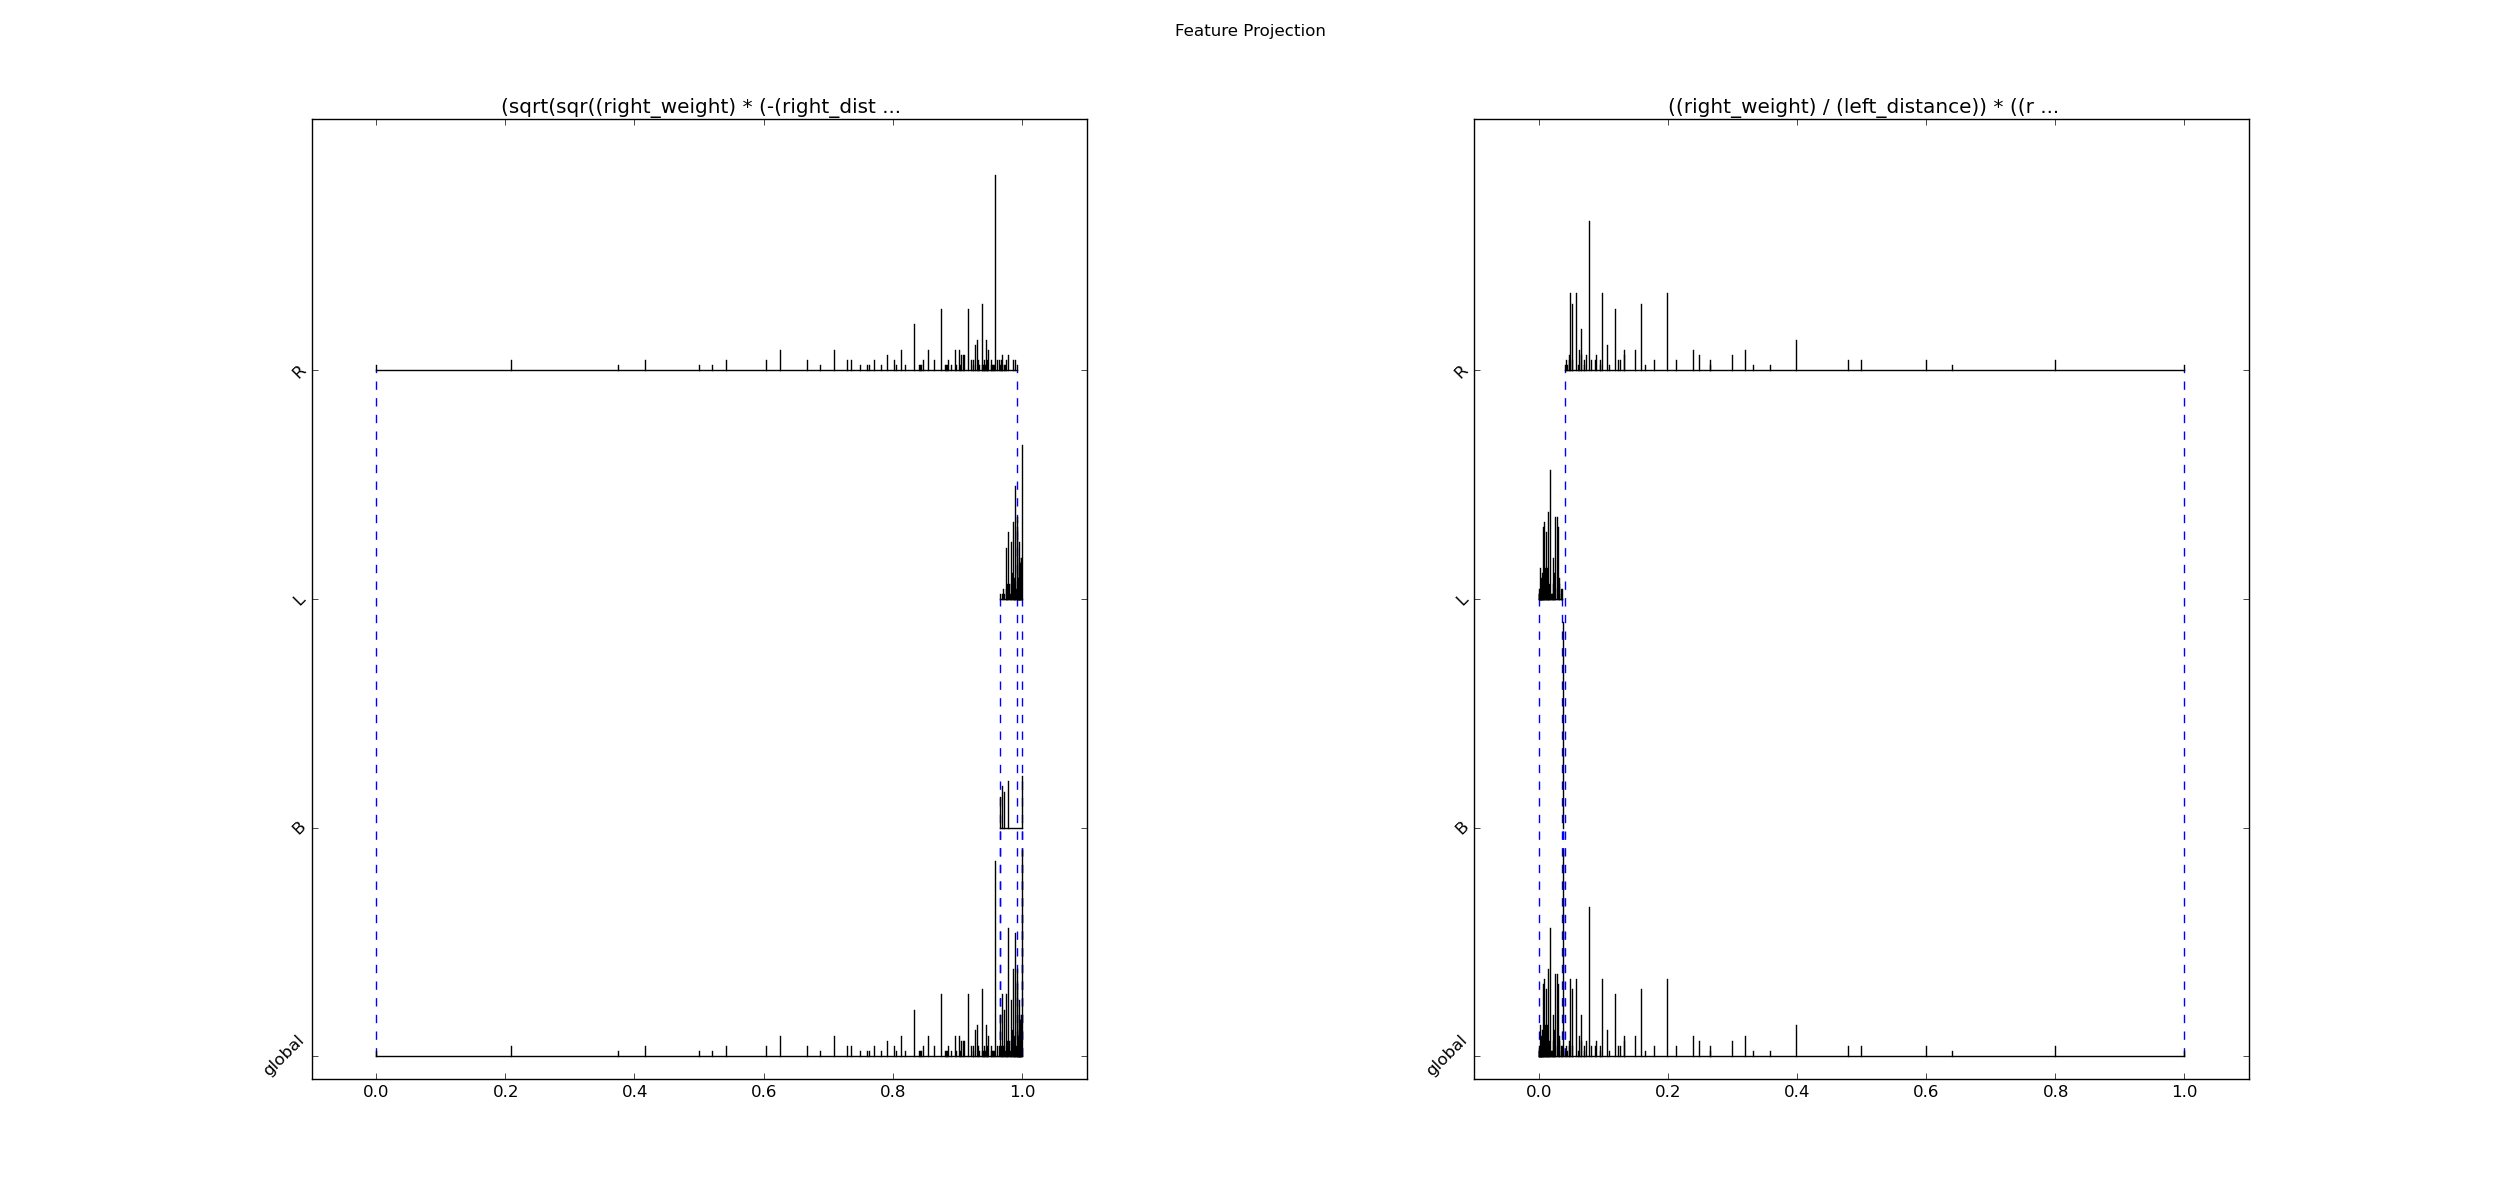 Feature Projection
(sqrt(sqr((right_weight) * (-(right_dist ...
R
L
B
global
0.0 0.2 0.4 0.6 0.8 1.0
((right_weight) / (left_distance)) * ((r ...
R
L
B
global
0.0 0.2 0.4 0.6 0.8 1.0